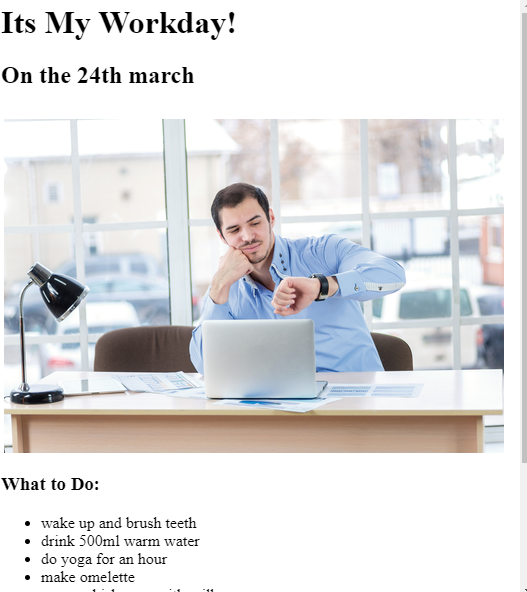 Its My Workday!
On the 24th march
What to Do:
wake up and brush teeth
drink 500ml warm water
do yoga for an hour
make omelette